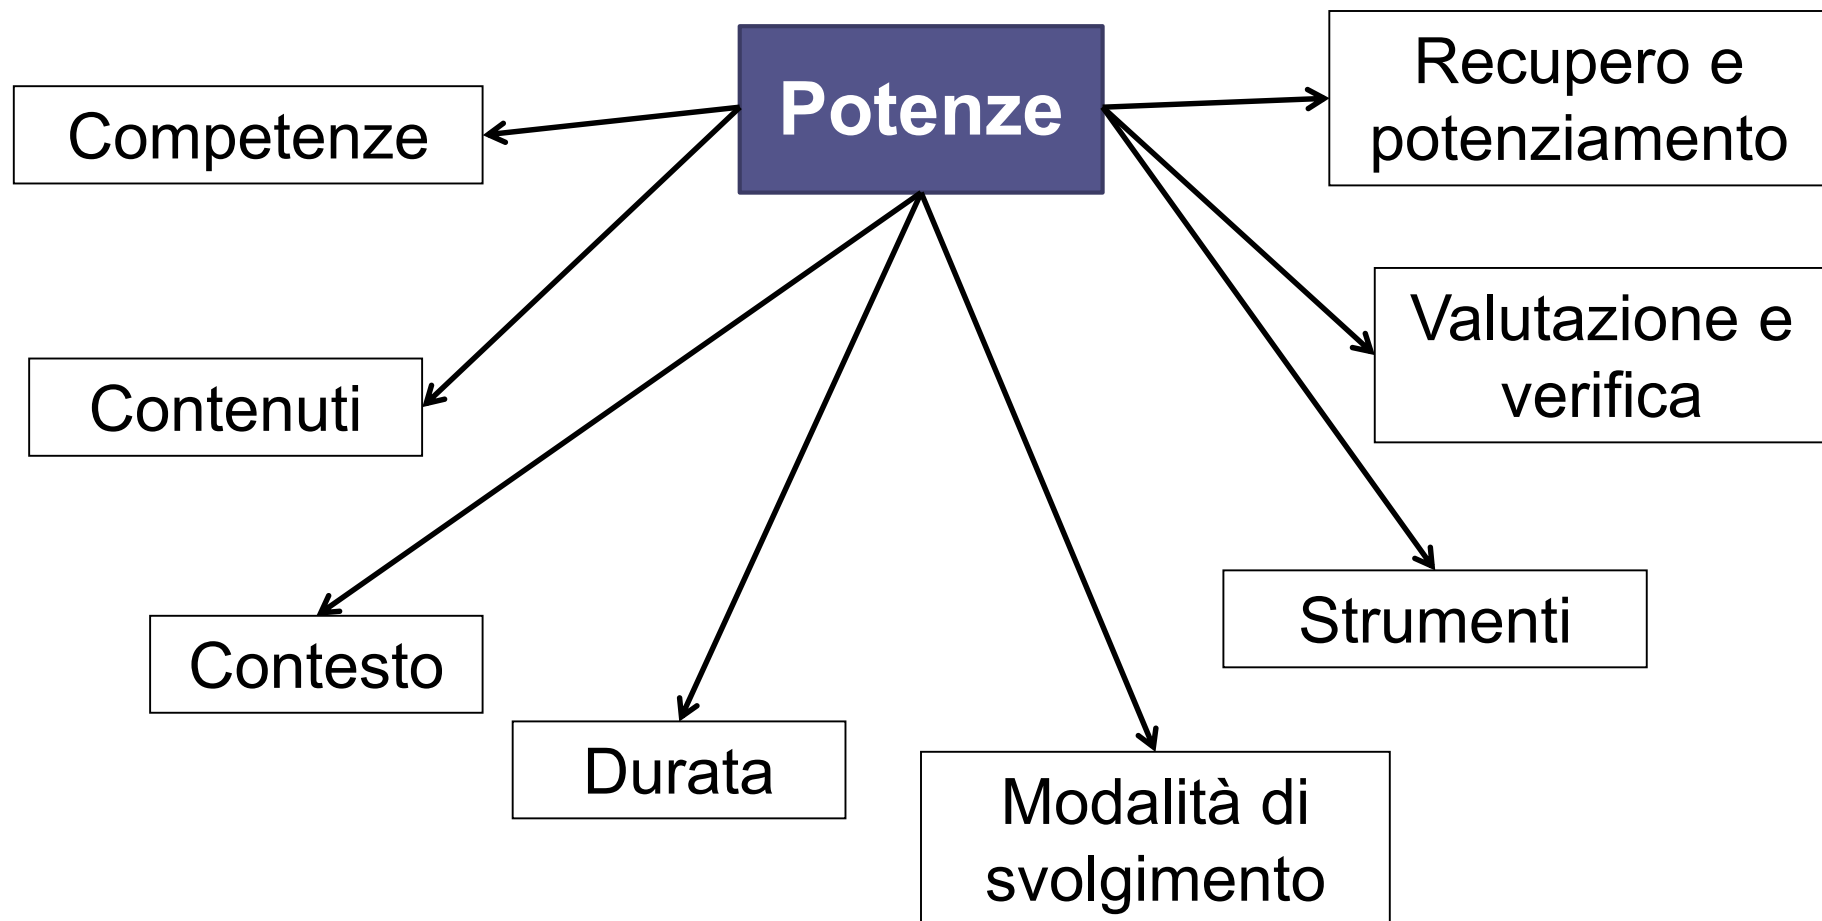 Potenze
Recupero e
potenziamento
Competenze
Valutazione e
verifica
Contenuti
Strumenti
Contesto
Durata
Modalità di
svolgimento